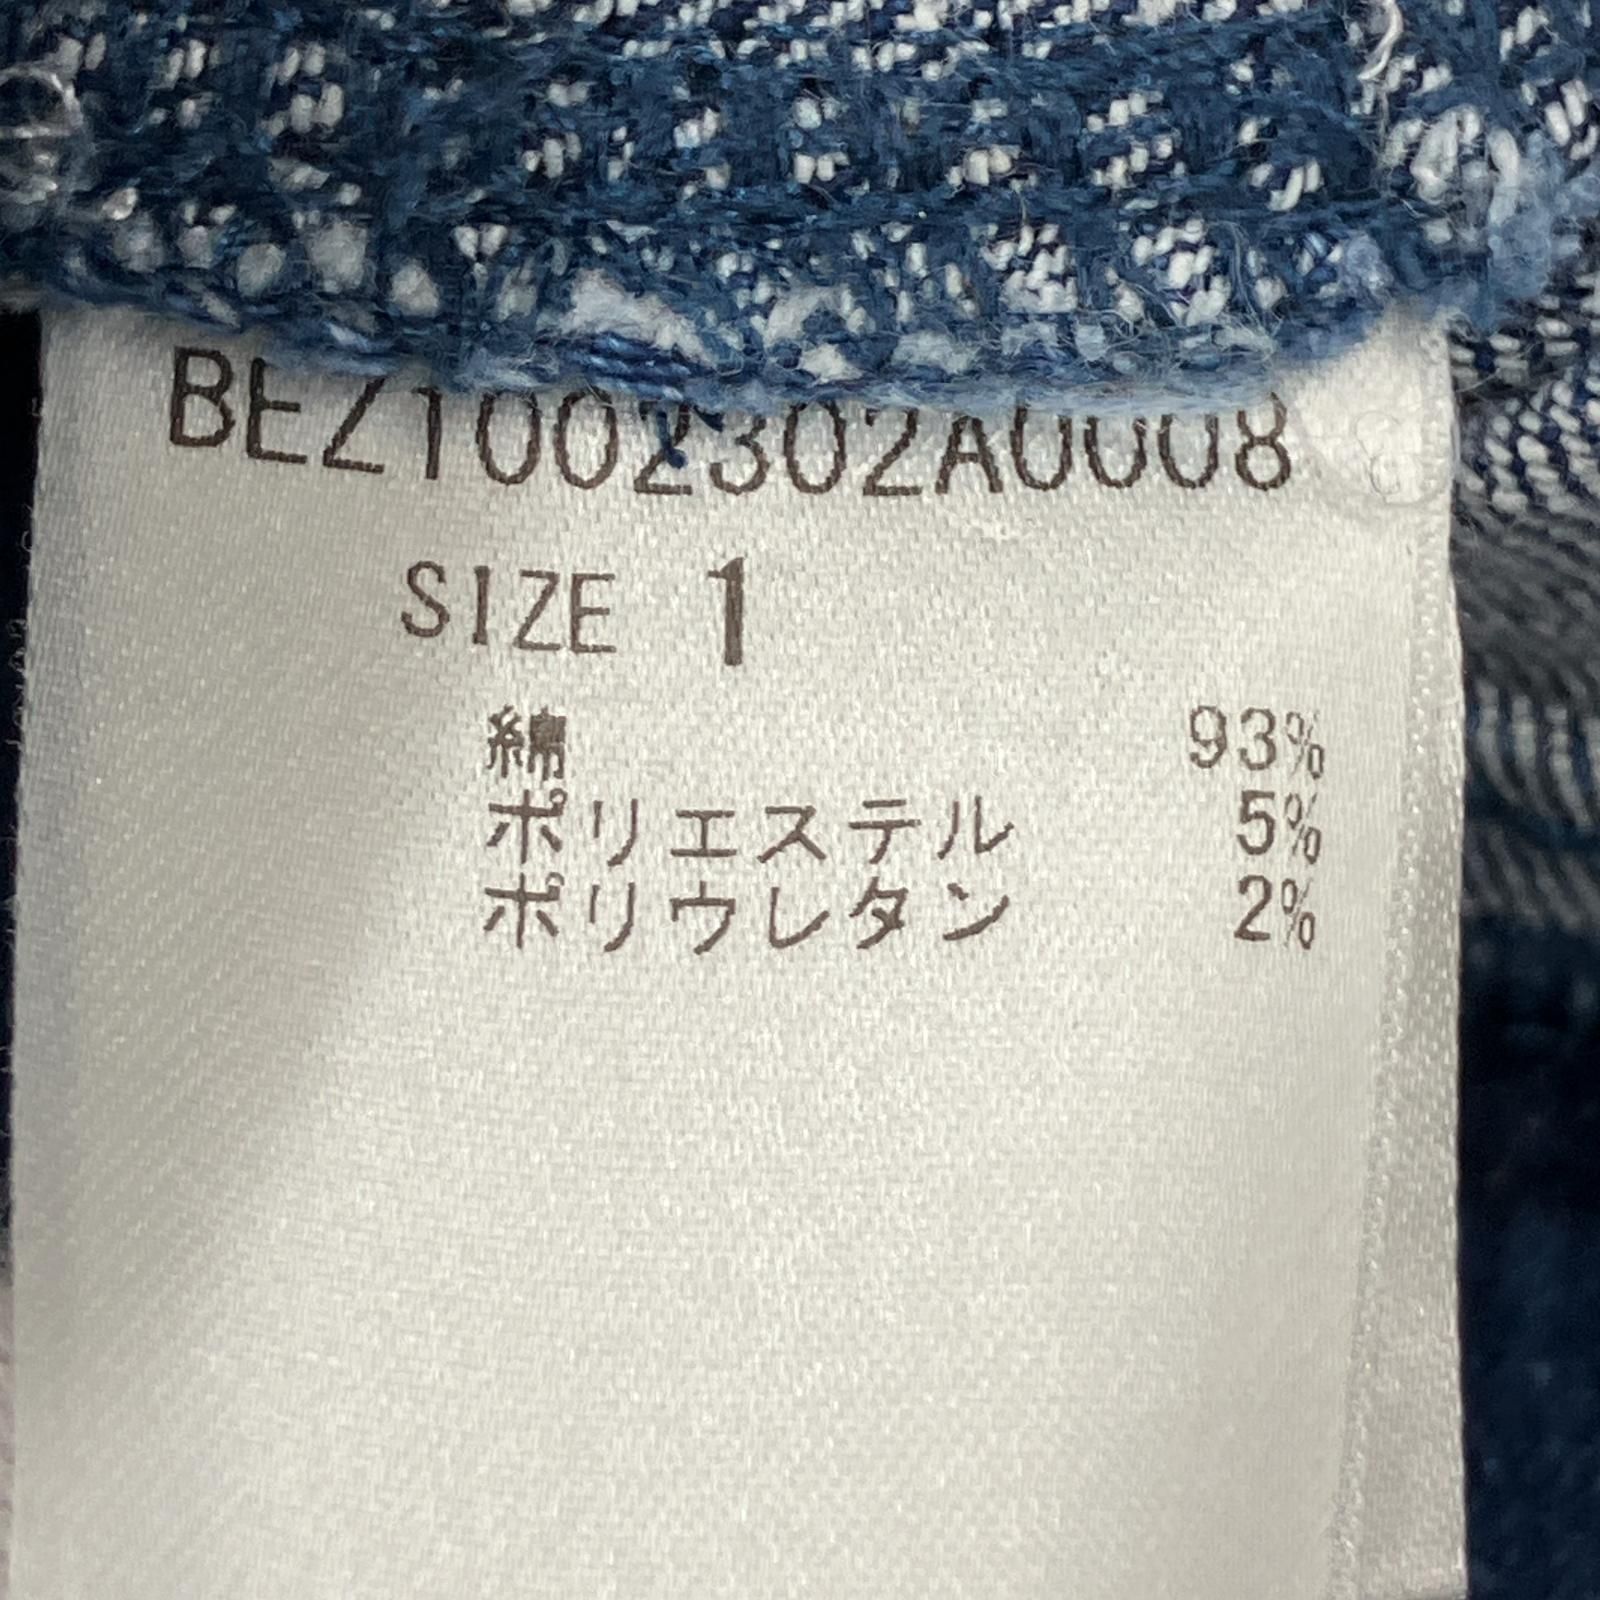 BEZ1002302A0008
SIZE 1
綿 93%
ポリエステル 5%
ポリウレタン 2%